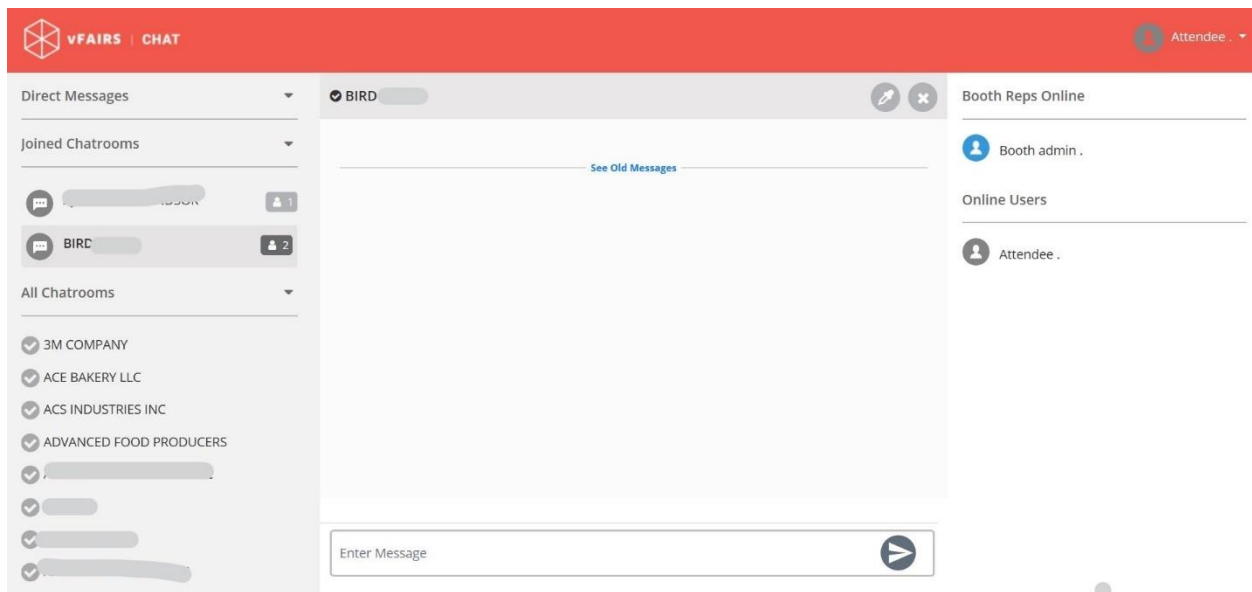 vFAIRS | CHAT
Attendee .
Direct Messages
Joined Chatrooms
1
BIRD
2
All Chatrooms
3M COMPANY
ACE BAKERY LLC
ACS INDUSTRIES INC
ADVANCED FOOD PRODUCERS
BIRD
See Old Messages
Enter Message
Booth Reps Online
Booth admin .
Online Users
Attendee .